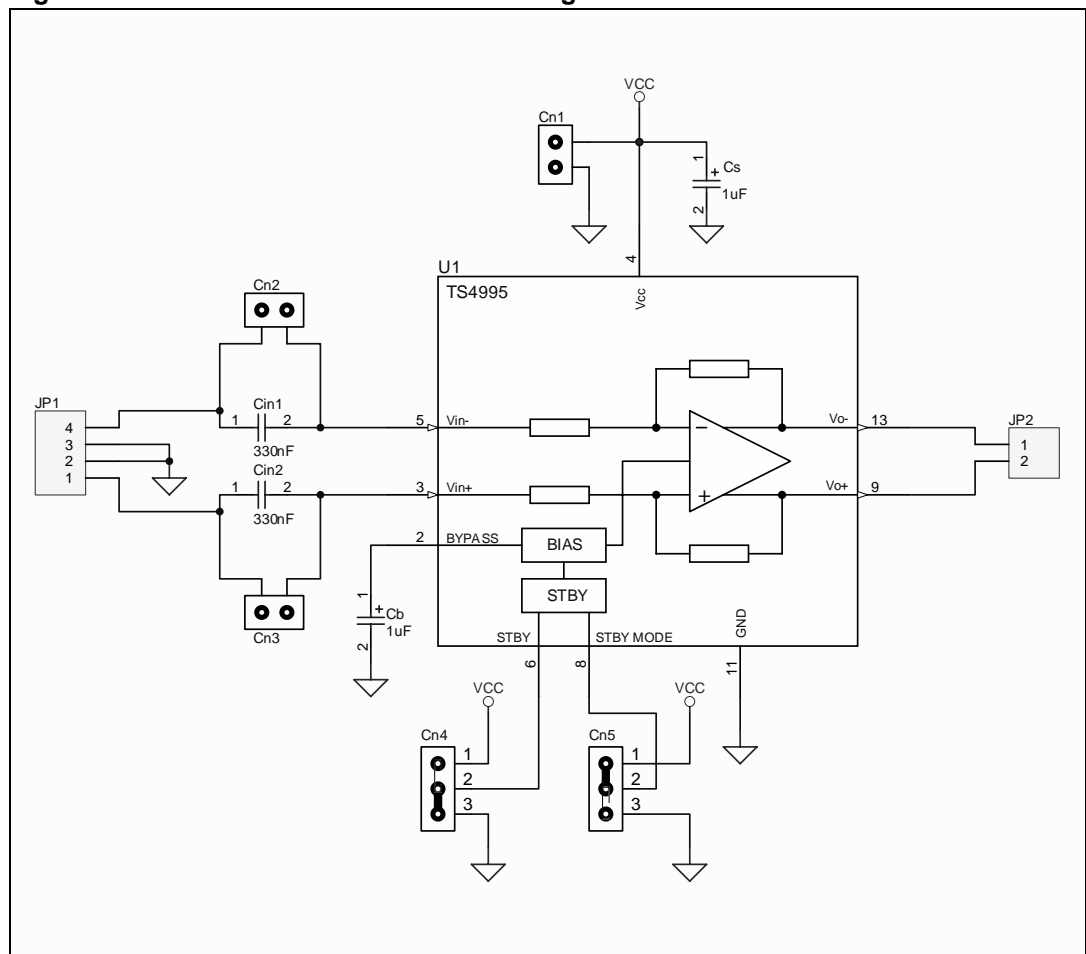 VCC
Cn1
1
+
Cs
1uF
2
4
U1
TS4995
Vcc
Cn2
JP1
4
3
2
1
Cin1
1 2
330nF
Cin2
1 2
330nF
Cn3
5 Vin-
3 Vin+
2 BYPASS
−
+
Vo- 13
Vo+ 9
JP2
1
2
BIAS
STBY
1
+
Cb
1uF
2
STBY
STBY MODE
GND
6
8
11
VCC
VCC
Cn4
1
2
3
Cn5
1
2
3